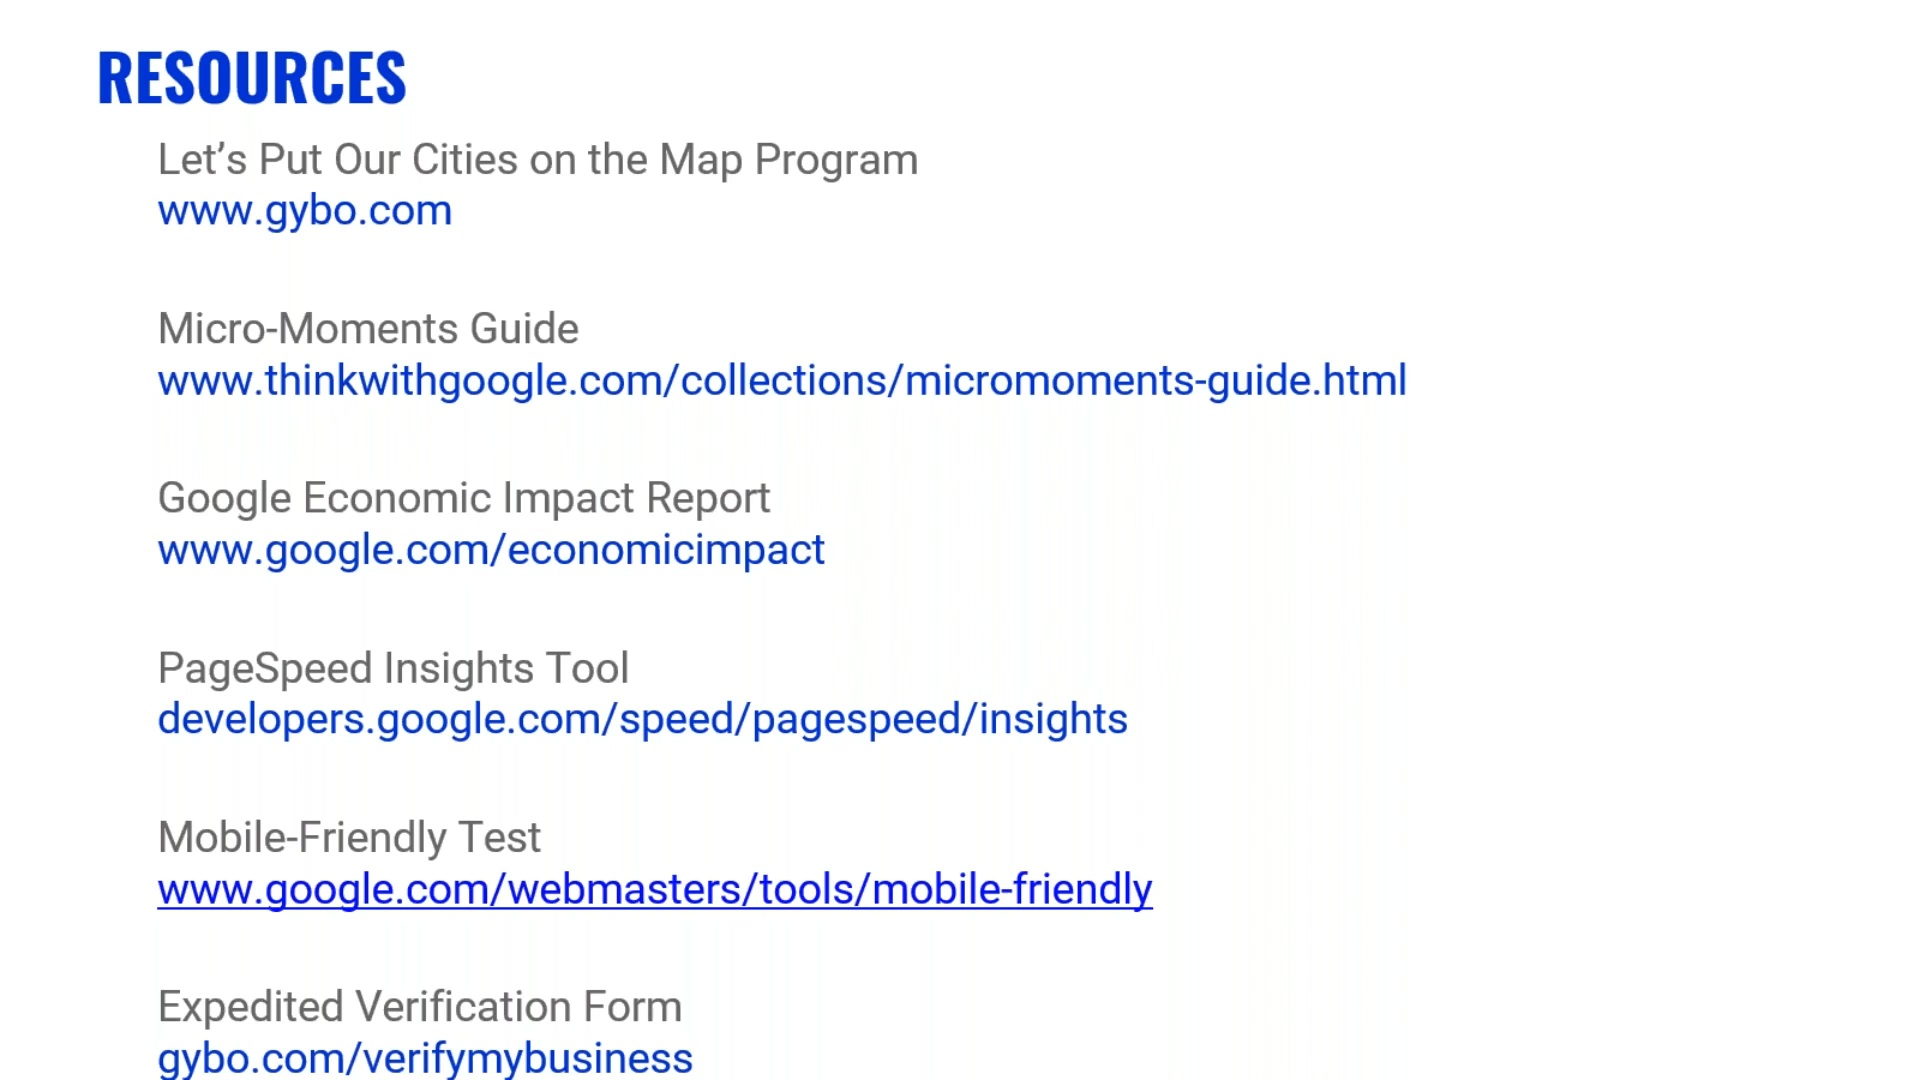 RESOURCES
Let’s Put Our Cities on the Map Program
www.gybo.com
Micro-Moments Guide
www.thinkwithgoogle.com/collections/micromoments-guide.html
Google Economic Impact Report
www.google.com/economicimpact
PageSpeed Insights Tool
developers.google.com/speed/pagespeed/insights
Mobile-Friendly Test
www.google.com/webmasters/tools/mobile-friendly
Expedited Verification Form
gybo.com/verifymybusiness